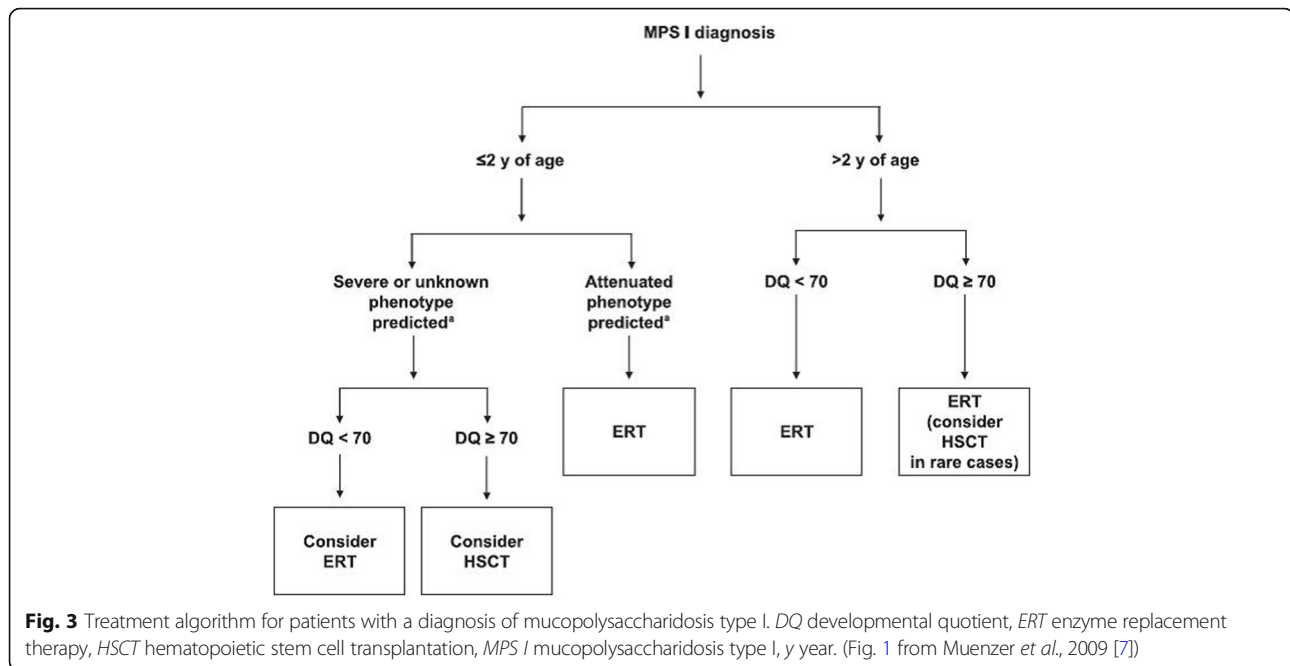 MPS I diagnosis
≤2 y of age
>2 y of age
Severe or unknown
phenotype
predictedª
Attenuated
phenotype
predictedª
DQ < 70
DQ ≥ 70
DQ < 70
DQ ≥ 70
Consider
ERT
Consider
HSCT
ERT
ERT
ERT
(consider
HSCT
in rare cases)
Fig. 3 Treatment algorithm for patients with a diagnosis of mucopolysaccharidosis type I. DQ developmental quotient, ERT enzyme replacement
therapy, HSCT hematopoietic stem cell transplantation, MPS I mucopolysaccharidosis type I, y year. (Fig. 1 from Muenzer et al., 2009 [7])